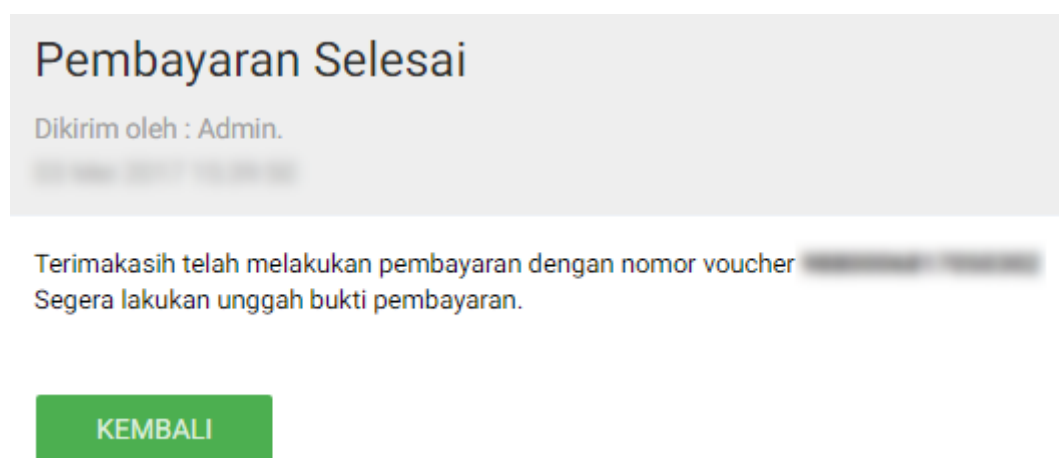 Pembayaran Selesai
Dikirim oleh : Admin.
Terimakasih telah melakukan pembayaran dengan nomor voucher
Segera lakukan unggah bukti pembayaran.
KEMBALI